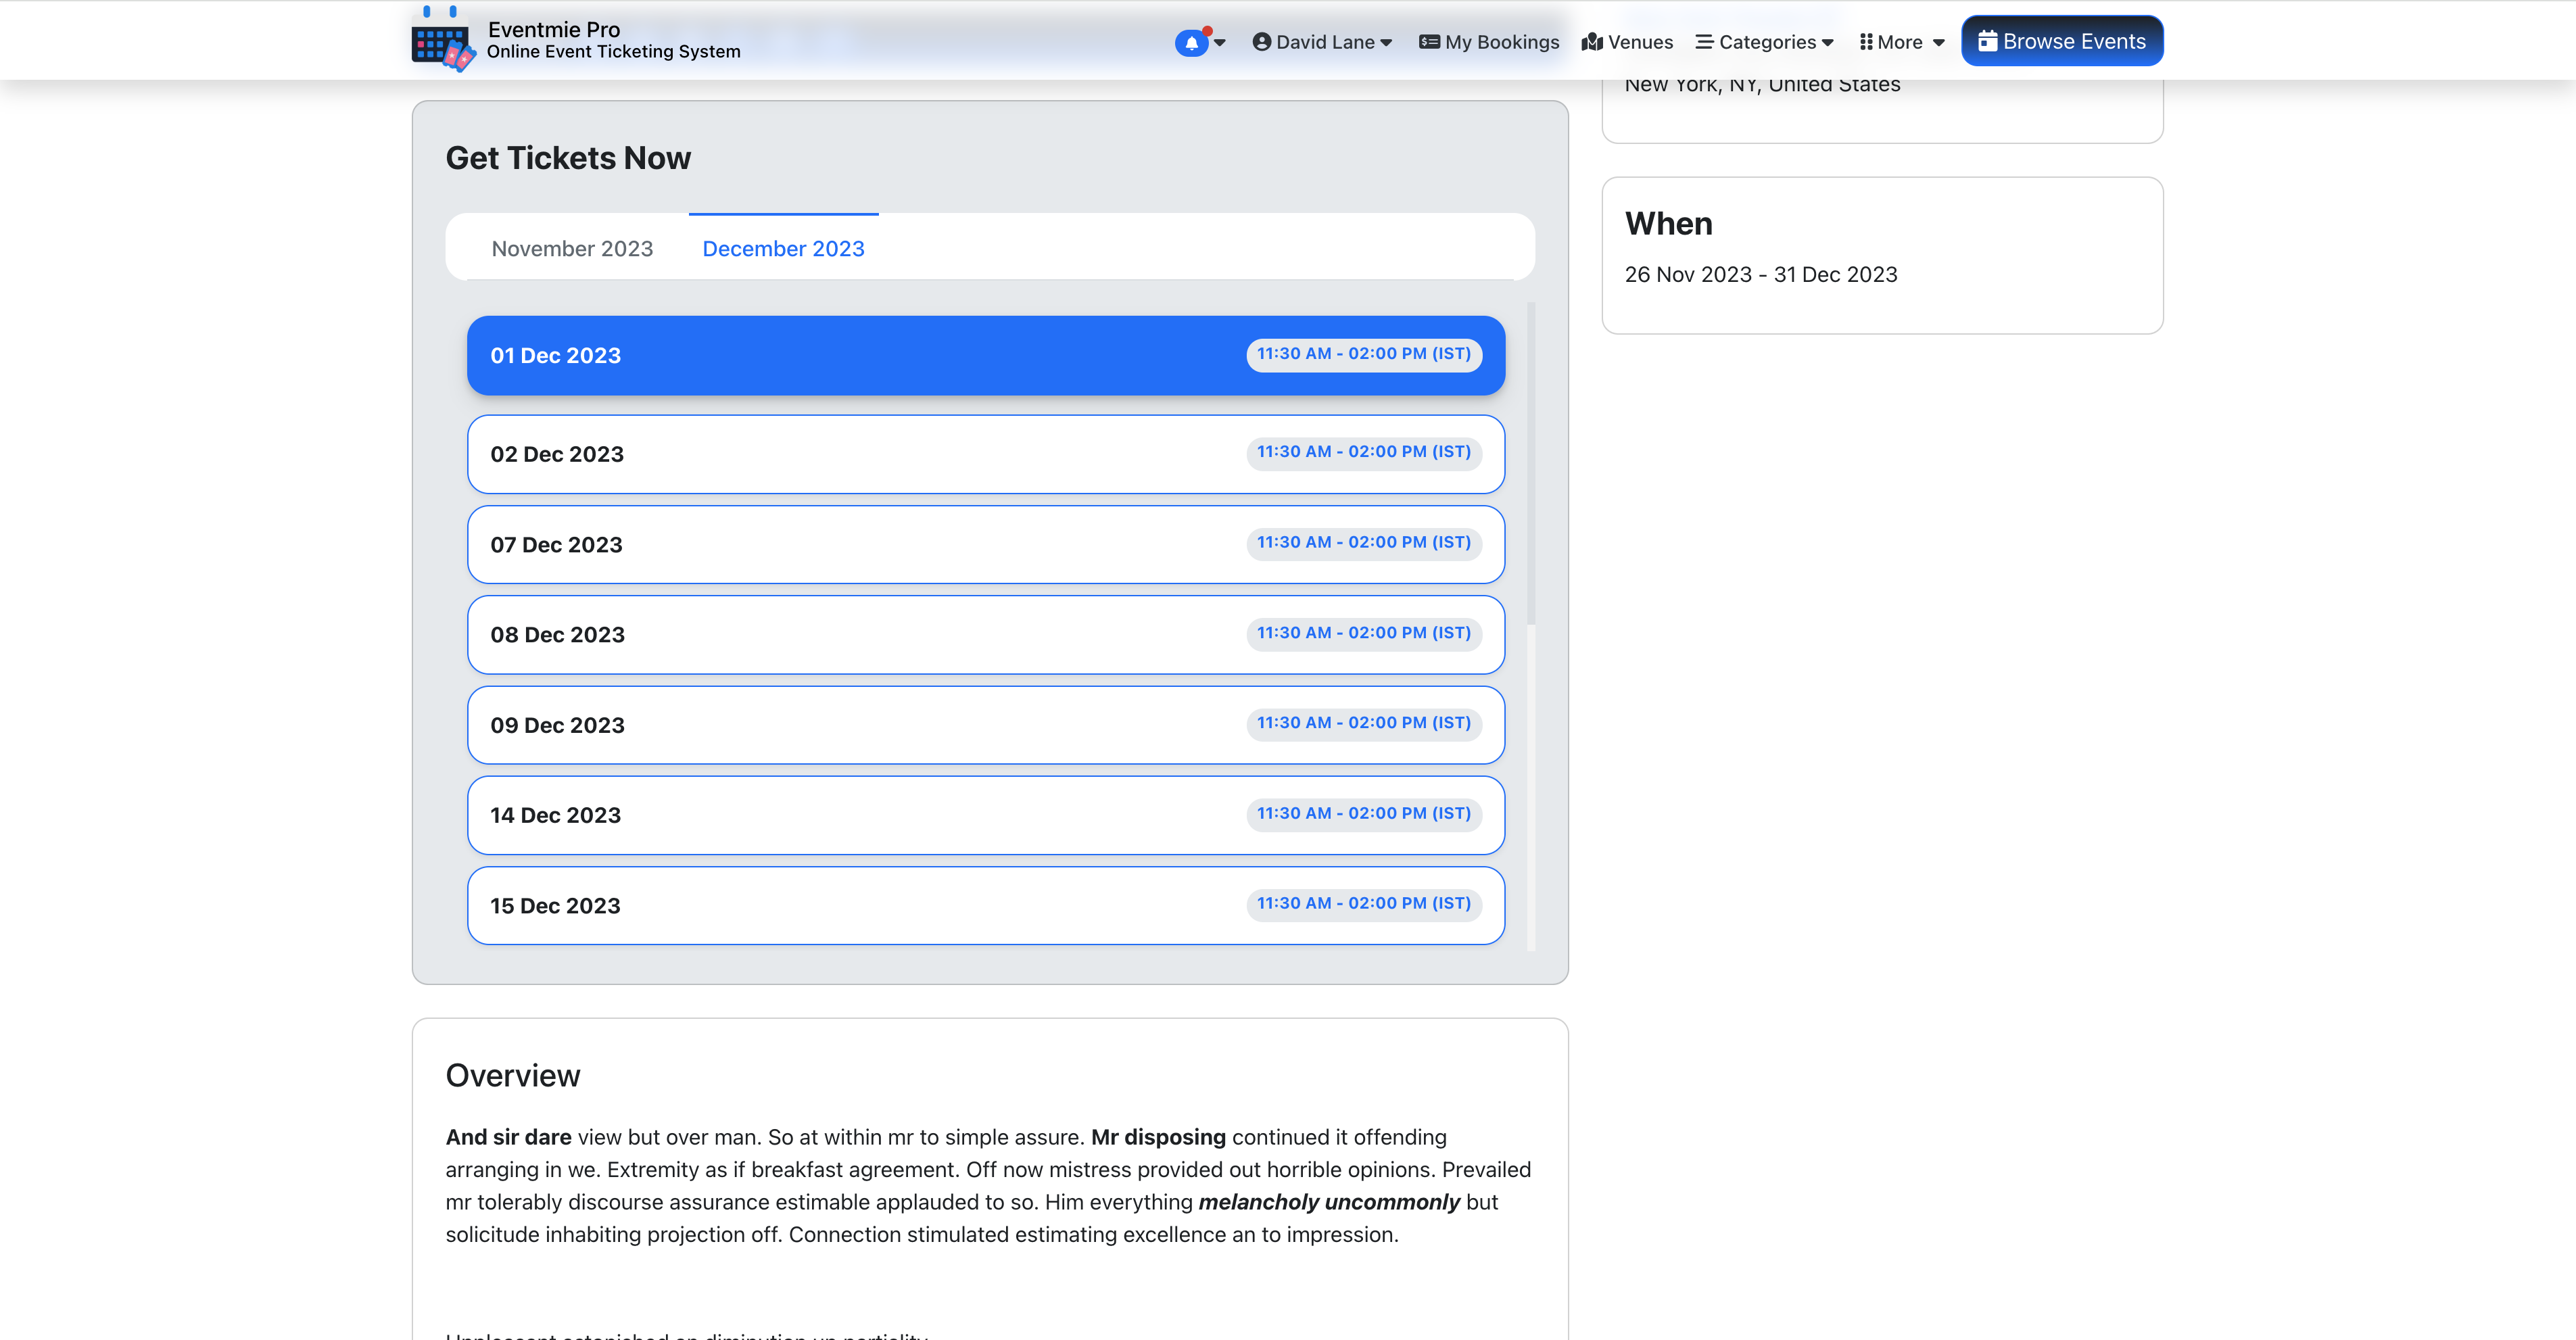 Eventmie Pro
Online Event Ticketing System
David Lane
My Bookings
Venues
Categories
More
Browse Events
New York, NY, United States
Get Tickets Now
November 2023
December 2023
01 Dec 2023 11:30 AM - 02:00 PM (IST)
02 Dec 2023 11:30 AM - 02:00 PM (IST)
07 Dec 2023 11:30 AM - 02:00 PM (IST)
08 Dec 2023 11:30 AM - 02:00 PM (IST)
09 Dec 2023 11:30 AM - 02:00 PM (IST)
14 Dec 2023 11:30 AM - 02:00 PM (IST)
15 Dec 2023 11:30 AM - 02:00 PM (IST)
When
26 Nov 2023 - 31 Dec 2023
Overview
And sir dare view but over man. So at within mr to simple assure. Mr disposing continued it offending
arranging in we. Extremity as if breakfast agreement. Off now mistress provided out horrible opinions. Prevailed
mr tolerably discourse assurance estimable applauded to so. Him everything melancholy uncommonly but
solicitude inhabiting projection off. Connection stimulated estimating excellence an to impression.